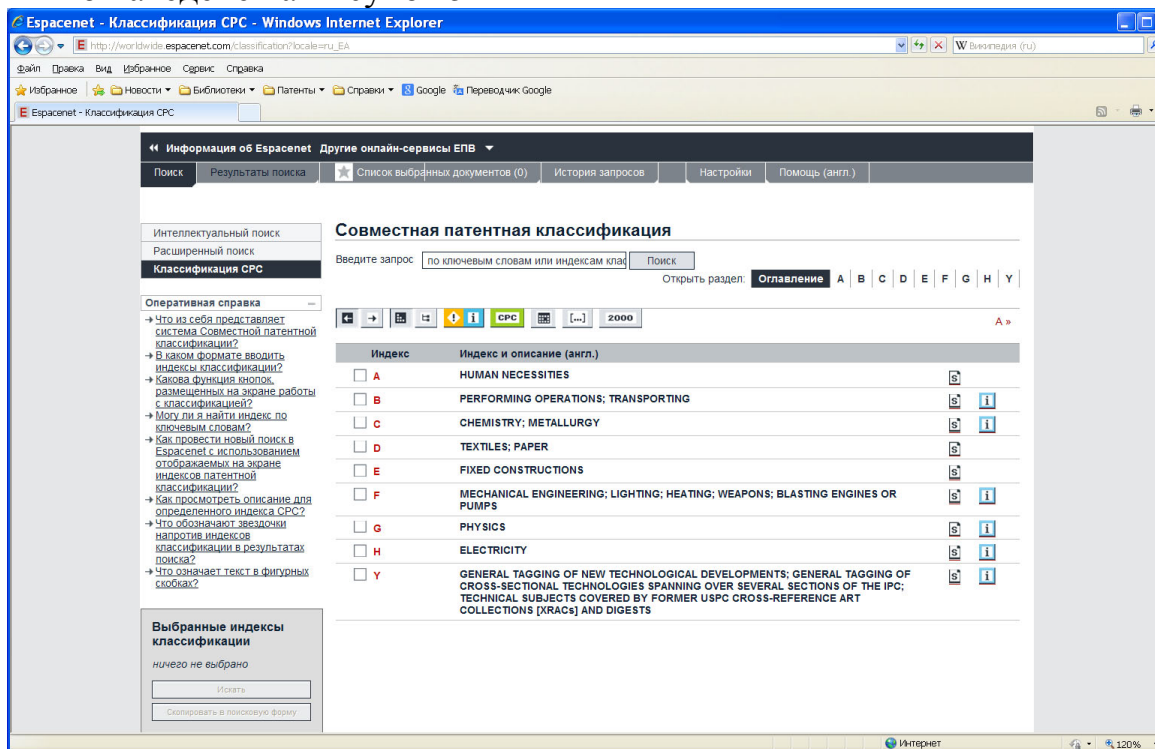 Espacenet - Классификация CPC - Windows Internet Explorer
http://worldwide.espacenet.com/classification?locale=ru_EA
Википедия (ru)
Файл Правка Вид Избранное Сервис Справка
Избранное Новости Библиотеки Патенты Справки Google Переводчик Google
Espacenet - Классификация CPC
Информация об Espacenet Другие онлайн-сервисы ЕПВ
Поиск Результаты поиска Список выбранных документов (0) История запросов Настройки Помощь (англ.)
Интеллектуальный поиск
Расширенный поиск
Классификация CPC
Оперативная справка
Что из себя представляет
система Совместной патентной
классификации?
В каком формате вводить
индексы классификации?
Какова функция кнопок,
размещенных на экране работы
с классификацией?
Могу ли я найти индекс по
ключевым словам?
Как провести новый поиск в
Espacenet с использованием
отображаемых на экране
индексов патентной
классификации?
Как просмотреть описание для
определенного индекса CPC?
Что обозначают звездочки
напротив индексов
классификации в результатах
поиска?
Что означает текст в фигурных
скобках?
Выбранные индексы
классификации
ничего не выбрано
Искать
Скопировать в поисковую форму
Совместная патентная классификация
Введите запрос по ключевым словам или индексам клас Поиск
Открыть раздел: Оглавление A B C D E F G H Y
CPC [...] 2000 A »
Индекс Индекс и описание (англ.)
A HUMAN NECESSITIES S
B PERFORMING OPERATIONS; TRANSPORTING S i
C CHEMISTRY; METALLURGY S i
D TEXTILES; PAPER S
E FIXED CONSTRUCTIONS S
F MECHANICAL ENGINEERING; LIGHTING; HEATING; WEAPONS; BLASTING ENGINES OR S i
PUMPS
G PHYSICS S i
H ELECTRICITY S i
Y GENERAL TAGGING OF NEW TECHNOLOGICAL DEVELOPMENTS; GENERAL TAGGING OF S i
CROSS-SECTIONAL TECHNOLOGIES SPANNING OVER SEVERAL SECTIONS OF THE IPC;
TECHNICAL SUBJECTS COVERED BY FORMER USPC CROSS-REFERENCE ART
COLLECTIONS [XRACs] AND DIGESTS
Интернет 120%